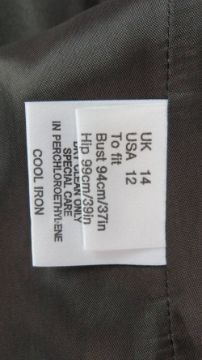 UK 14
USA 12
To fit
Bust 94cm/37in
Hip 99cm/39in
DRY CLEAN ONLY
SPECIAL CARE
IN PERCHLOROETHYLENE
COOL IRON